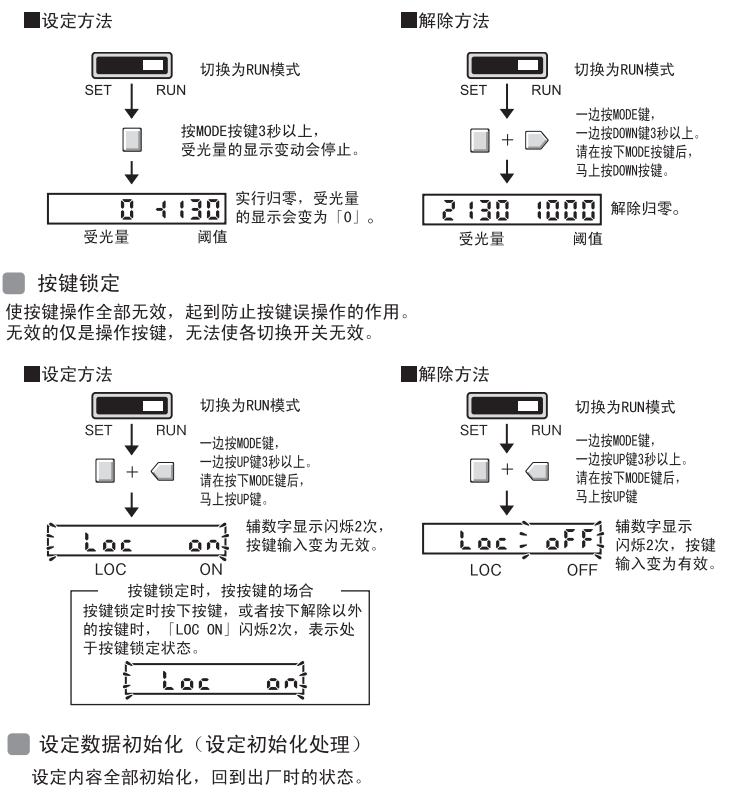 ■设定方法
切换为RUN模式
SET RUN
按MODE按键3秒以上，
受光量的显示变动会停止。
0 -1130
实行归零，受光量
的显示会变为「0」。
受光量 阈值
■解除方法
切换为RUN模式
SET RUN
一边按MODE键，
一边按DOWN键3秒以上。
请在按下MODE按键后，
马上按DOWN按键。
+
2130 1000
解除归零。
受光量 阈值
按键锁定
使按键操作全部无效，起到防止按键误操作的作用。
无效的仅是操作按键，无法使各切换开关无效。
■设定方法
切换为RUN模式
SET RUN
一边按MODE键，
一边按UP键3秒以上。
请在按下MODE键后，
马上按UP键。
+
Loc on
辅数字显示闪烁2次，
按键输入变为无效。
LOC ON
按键锁定时，按按键的场合
按键锁定时按下按键，或者按下解除以外
的按键时，「LOC ON」闪烁2次，表示处
于按键锁定状态。
Loc on
■解除方法
切换为RUN模式
SET RUN
一边按MODE键，
一边按UP键3秒以上。
请在按下MODE键后，
马上按UP键
+
Loc oFF
辅数字显示
闪烁2次，按键
输入变为有效。
LOC OFF
设定数据初始化（设定初始化处理）
设定内容全部初始化，回到出厂时的状态。